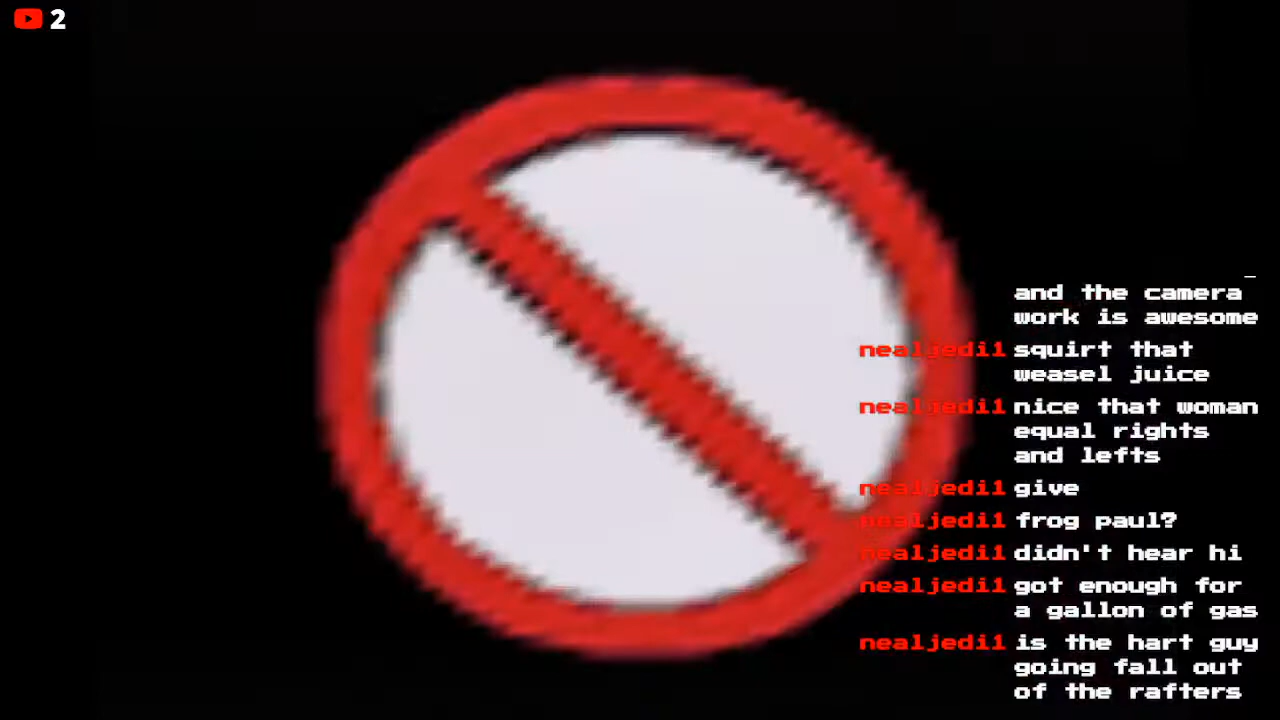 2
and the camera
work is awesome
nealjedi1 squirt that
weasel juice
nealjedi1 nice that woman
equal rights
and lefts
nealjedi1 give
nealjedi1 frog paul?
nealjedi1 didn't hear hi
nealjedi1 got enough for
a gallon of gas
nealjedi1 is the hart guy
going fall out
of the rafters